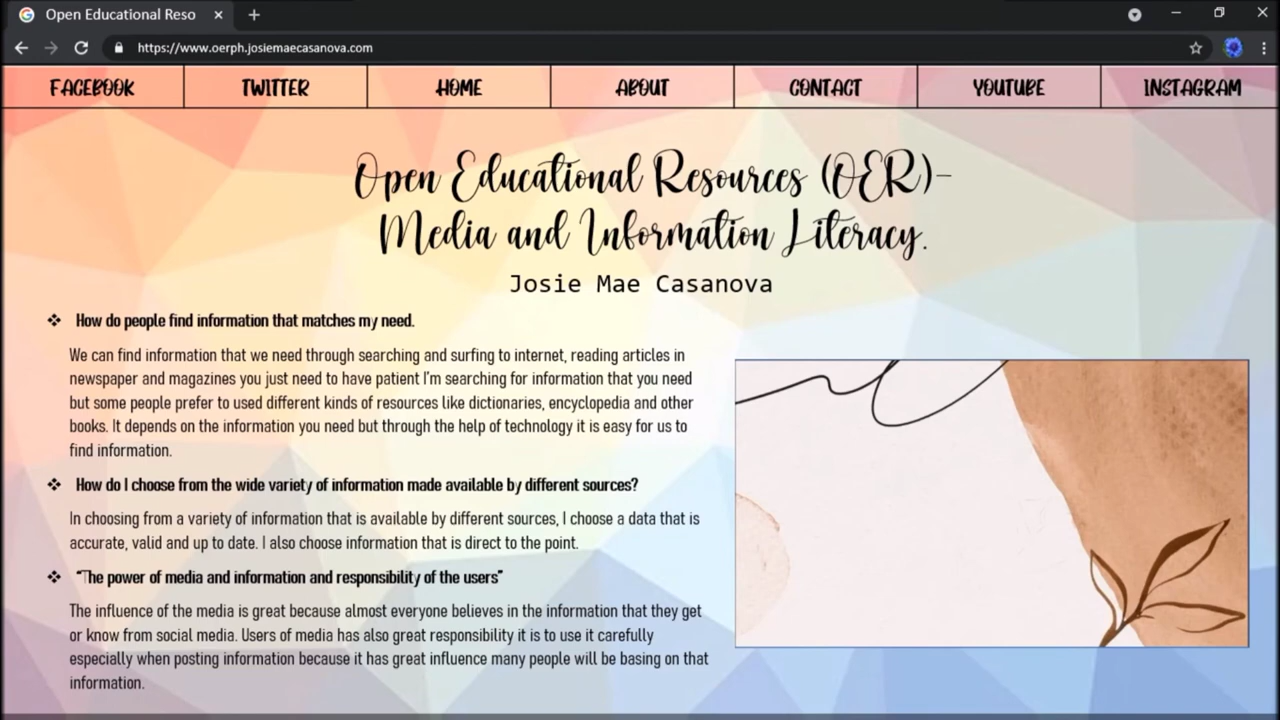 Open Educational Reso
https://www.oerph.josiemaecasanova.com
FACEBOOK TWITTER HOME ABOUT CONTACT YOUTUBE INSTAGRAM
Open Educational Resources (OER)-
Media and Information Literacy.
Josie Mae Casanova
❖ How do people find information that matches my need.
We can find information that we need through searching and surfing to internet, reading articles in
newspaper and magazines you just need to have patient I'm searching for information that you need
but some people prefer to used different kinds of resources like dictionaries, encyclopedia and other
books. It depends on the information you need but through the help of technology it is easy for us to
find information.
❖ How do I choose from the wide variety of information made available by different sources?
In choosing from a variety of information that is available by different sources, I choose a data that is
accurate, valid and up to date. I also choose information that is direct to the point.
❖ “The power of media and information and responsibility of the users”
The influence of the media is great because almost everyone believes in the information that they get
or know from social media. Users of media has also great responsibility it is to use it carefully
especially when posting information because it has great influence many people will be basing on that
information.